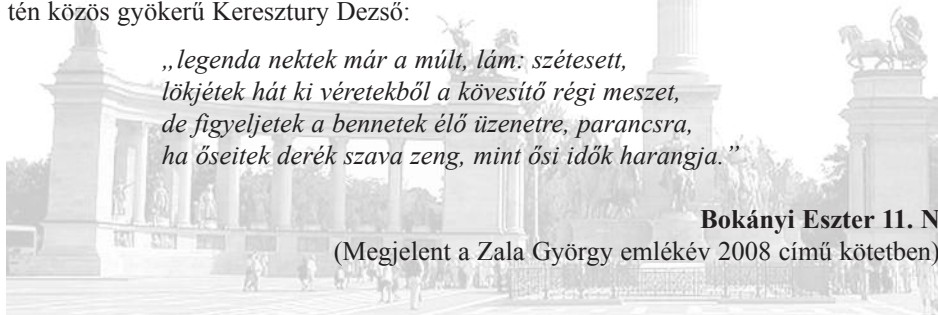 tén közös gyökerű Keresztury Dezső:
„legenda nektek már a múlt, lám: szétesett,
lökjétek hát ki véretekből a kövesítő régi meszet,
de figyeljetek a bennetek élő üzenetre, parancsra,
ha őseitek derék szava zeng, mint ősi idők harangja.”
Bokányi Eszter 11. N
(Megjelent a Zala György emlékév 2008 című kötetben)